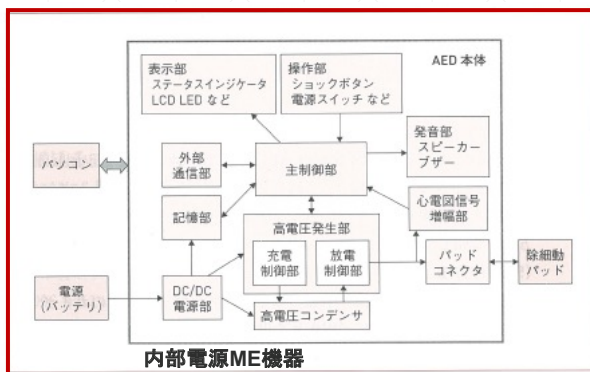 AED 本体
表示部
ステータスインジケータ
LCD LED など
操作部
ショックボタン
電源スイッチ など
発音部
スピーカー
ブザー
パソコン
外部
通信部
主制御部
記憶部
心電図信号
増幅部
高電圧発生部
充電
制御部
放電
制御部
パッド
コネクタ
除細動
パッド
電源
(バッテリ)
DC/DC
電源部
高電圧コンデンサ
内部電源ME機器